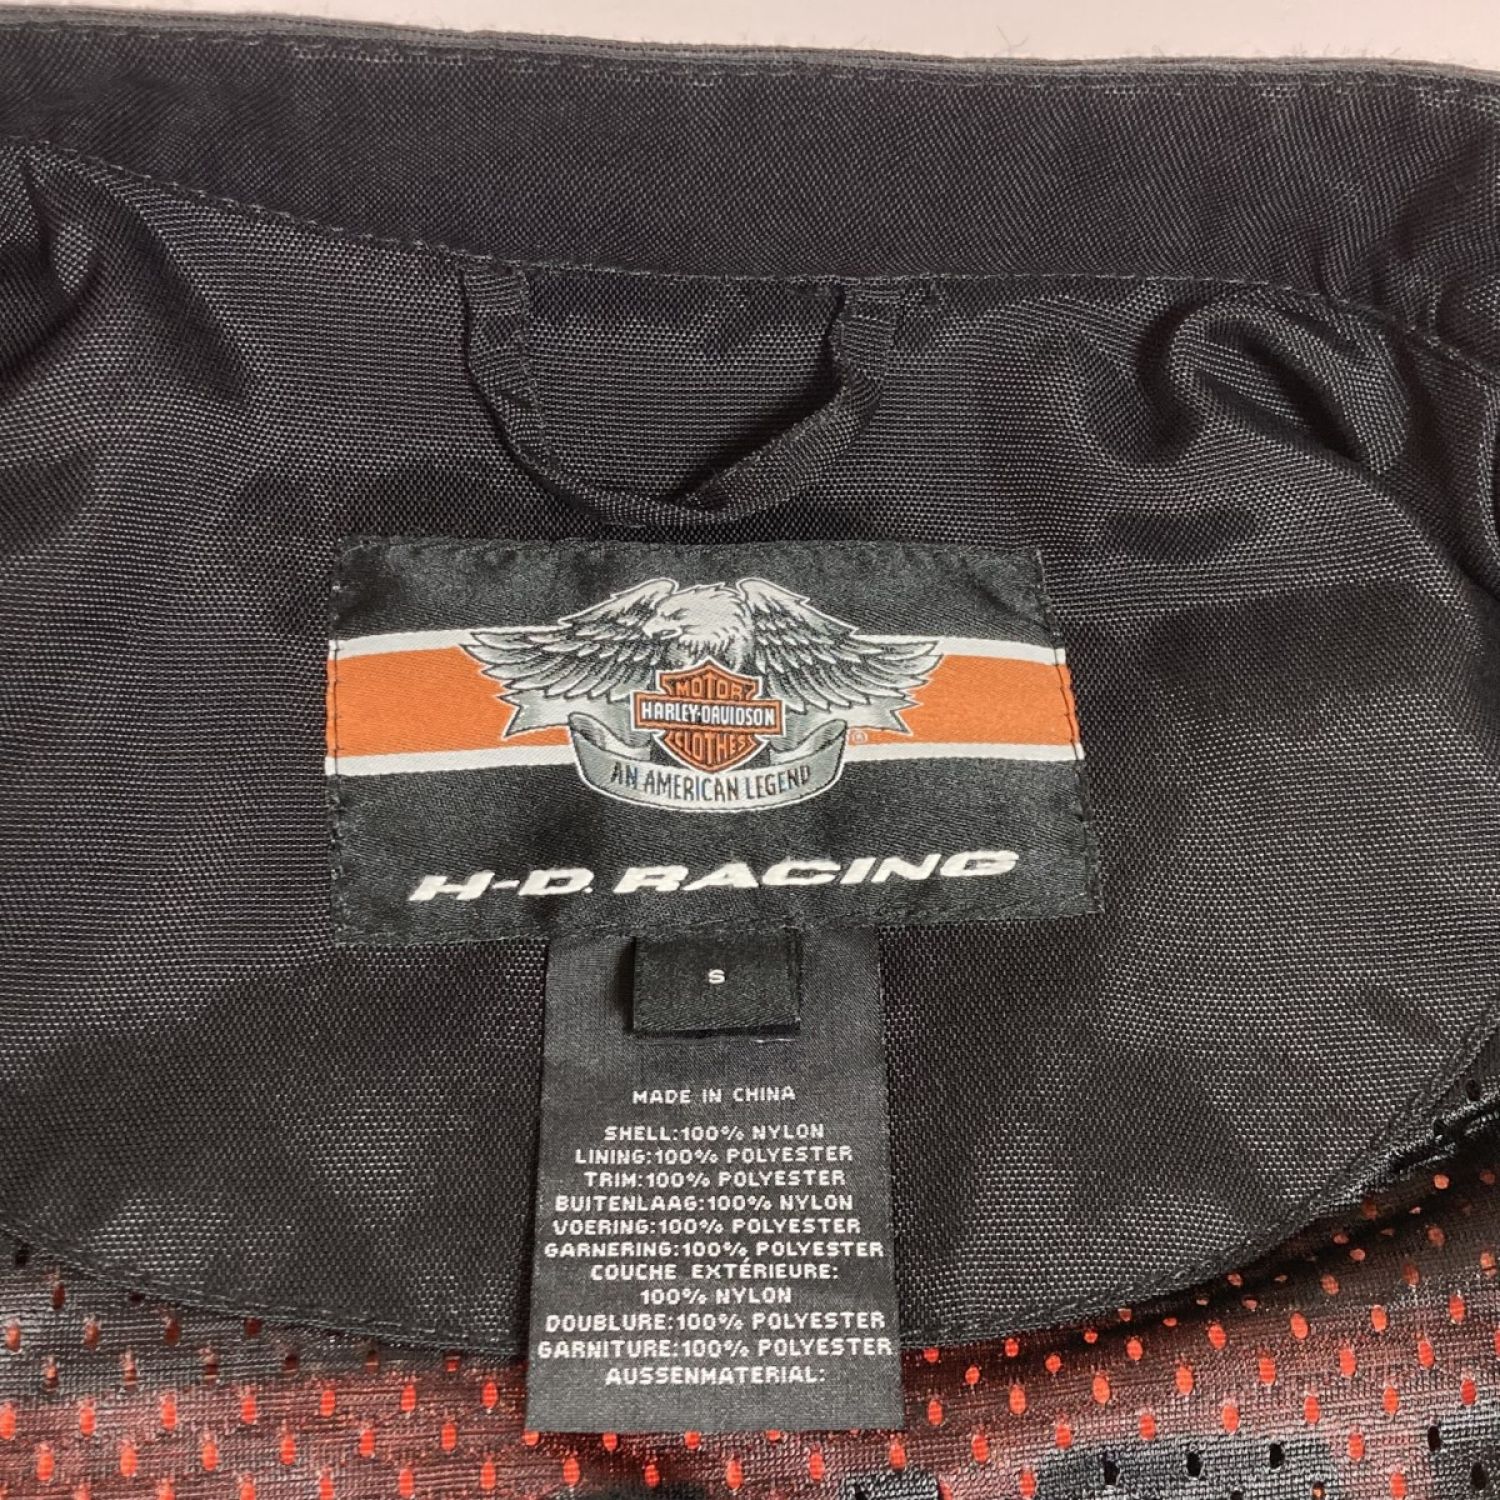 MOTOR
HARLEY-DAVIDSON
CLOTHES
®
AN AMERICAN LEGEND
H-D. RACING
S
MADE IN CHINA
SHELL:100% NYLON
LINING:100% POLYESTER
TRIM:100% POLYESTER
BUITENLAAG:100% NYLON
VOERING:100% POLYESTER
GARNERING:100% POLYESTER
COUCHE EXTÉRIEURE:
100% NYLON
DOUBLURE:100% POLYESTER
GARNITURE:100% POLYESTER
AUSSENMATERIAL: